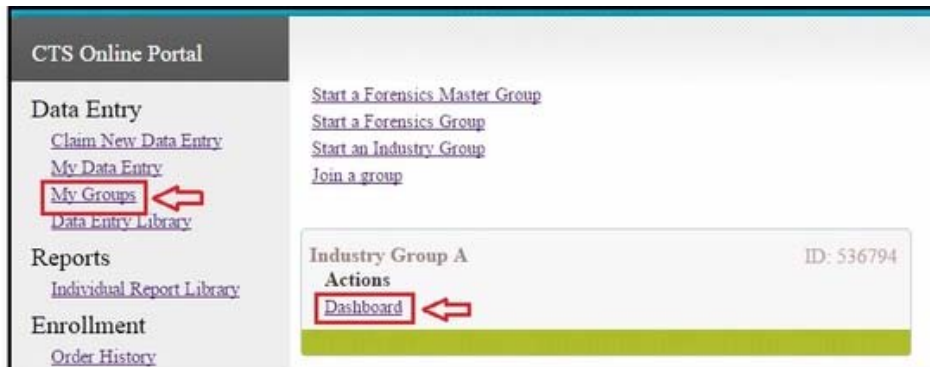 CTS Online Portal
Data Entry
Claim New Data Entry
My Data Entry
My Groups
Data Entry Library
Reports
Individual Report Library
Enrollment
Order History
Start a Forensics Master Group
Start a Forensics Group
Start an Industry Group
Join a group
Industry Group A ID: 536794
Actions
Dashboard